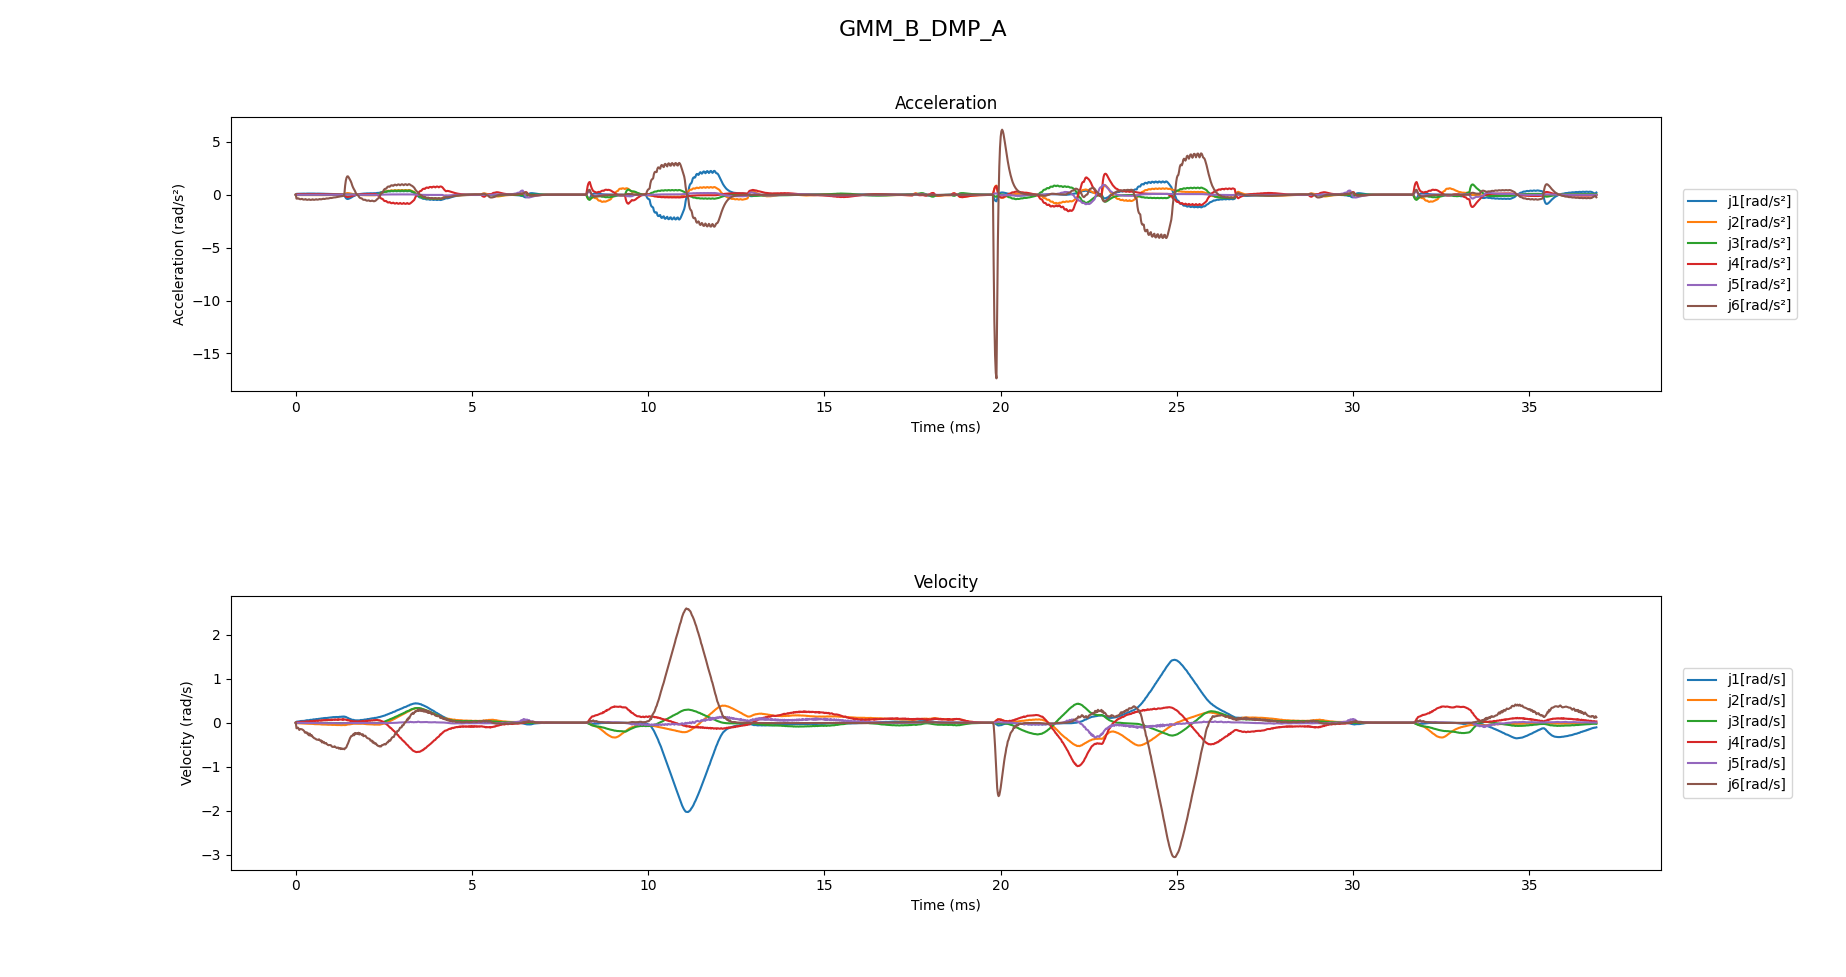 GMM_B_DMP_A
Acceleration
Acceleration (rad/s²)
5
0
−5
−10
−15
0 5 10 15 20 25 30 35
Time (ms)
j1[rad/s²]
j2[rad/s²]
j3[rad/s²]
j4[rad/s²]
j5[rad/s²]
j6[rad/s²]
Velocity
Velocity (rad/s)
2
1
0
−1
−2
−3
0 5 10 15 20 25 30 35
Time (ms)
j1[rad/s]
j2[rad/s]
j3[rad/s]
j4[rad/s]
j5[rad/s]
j6[rad/s]